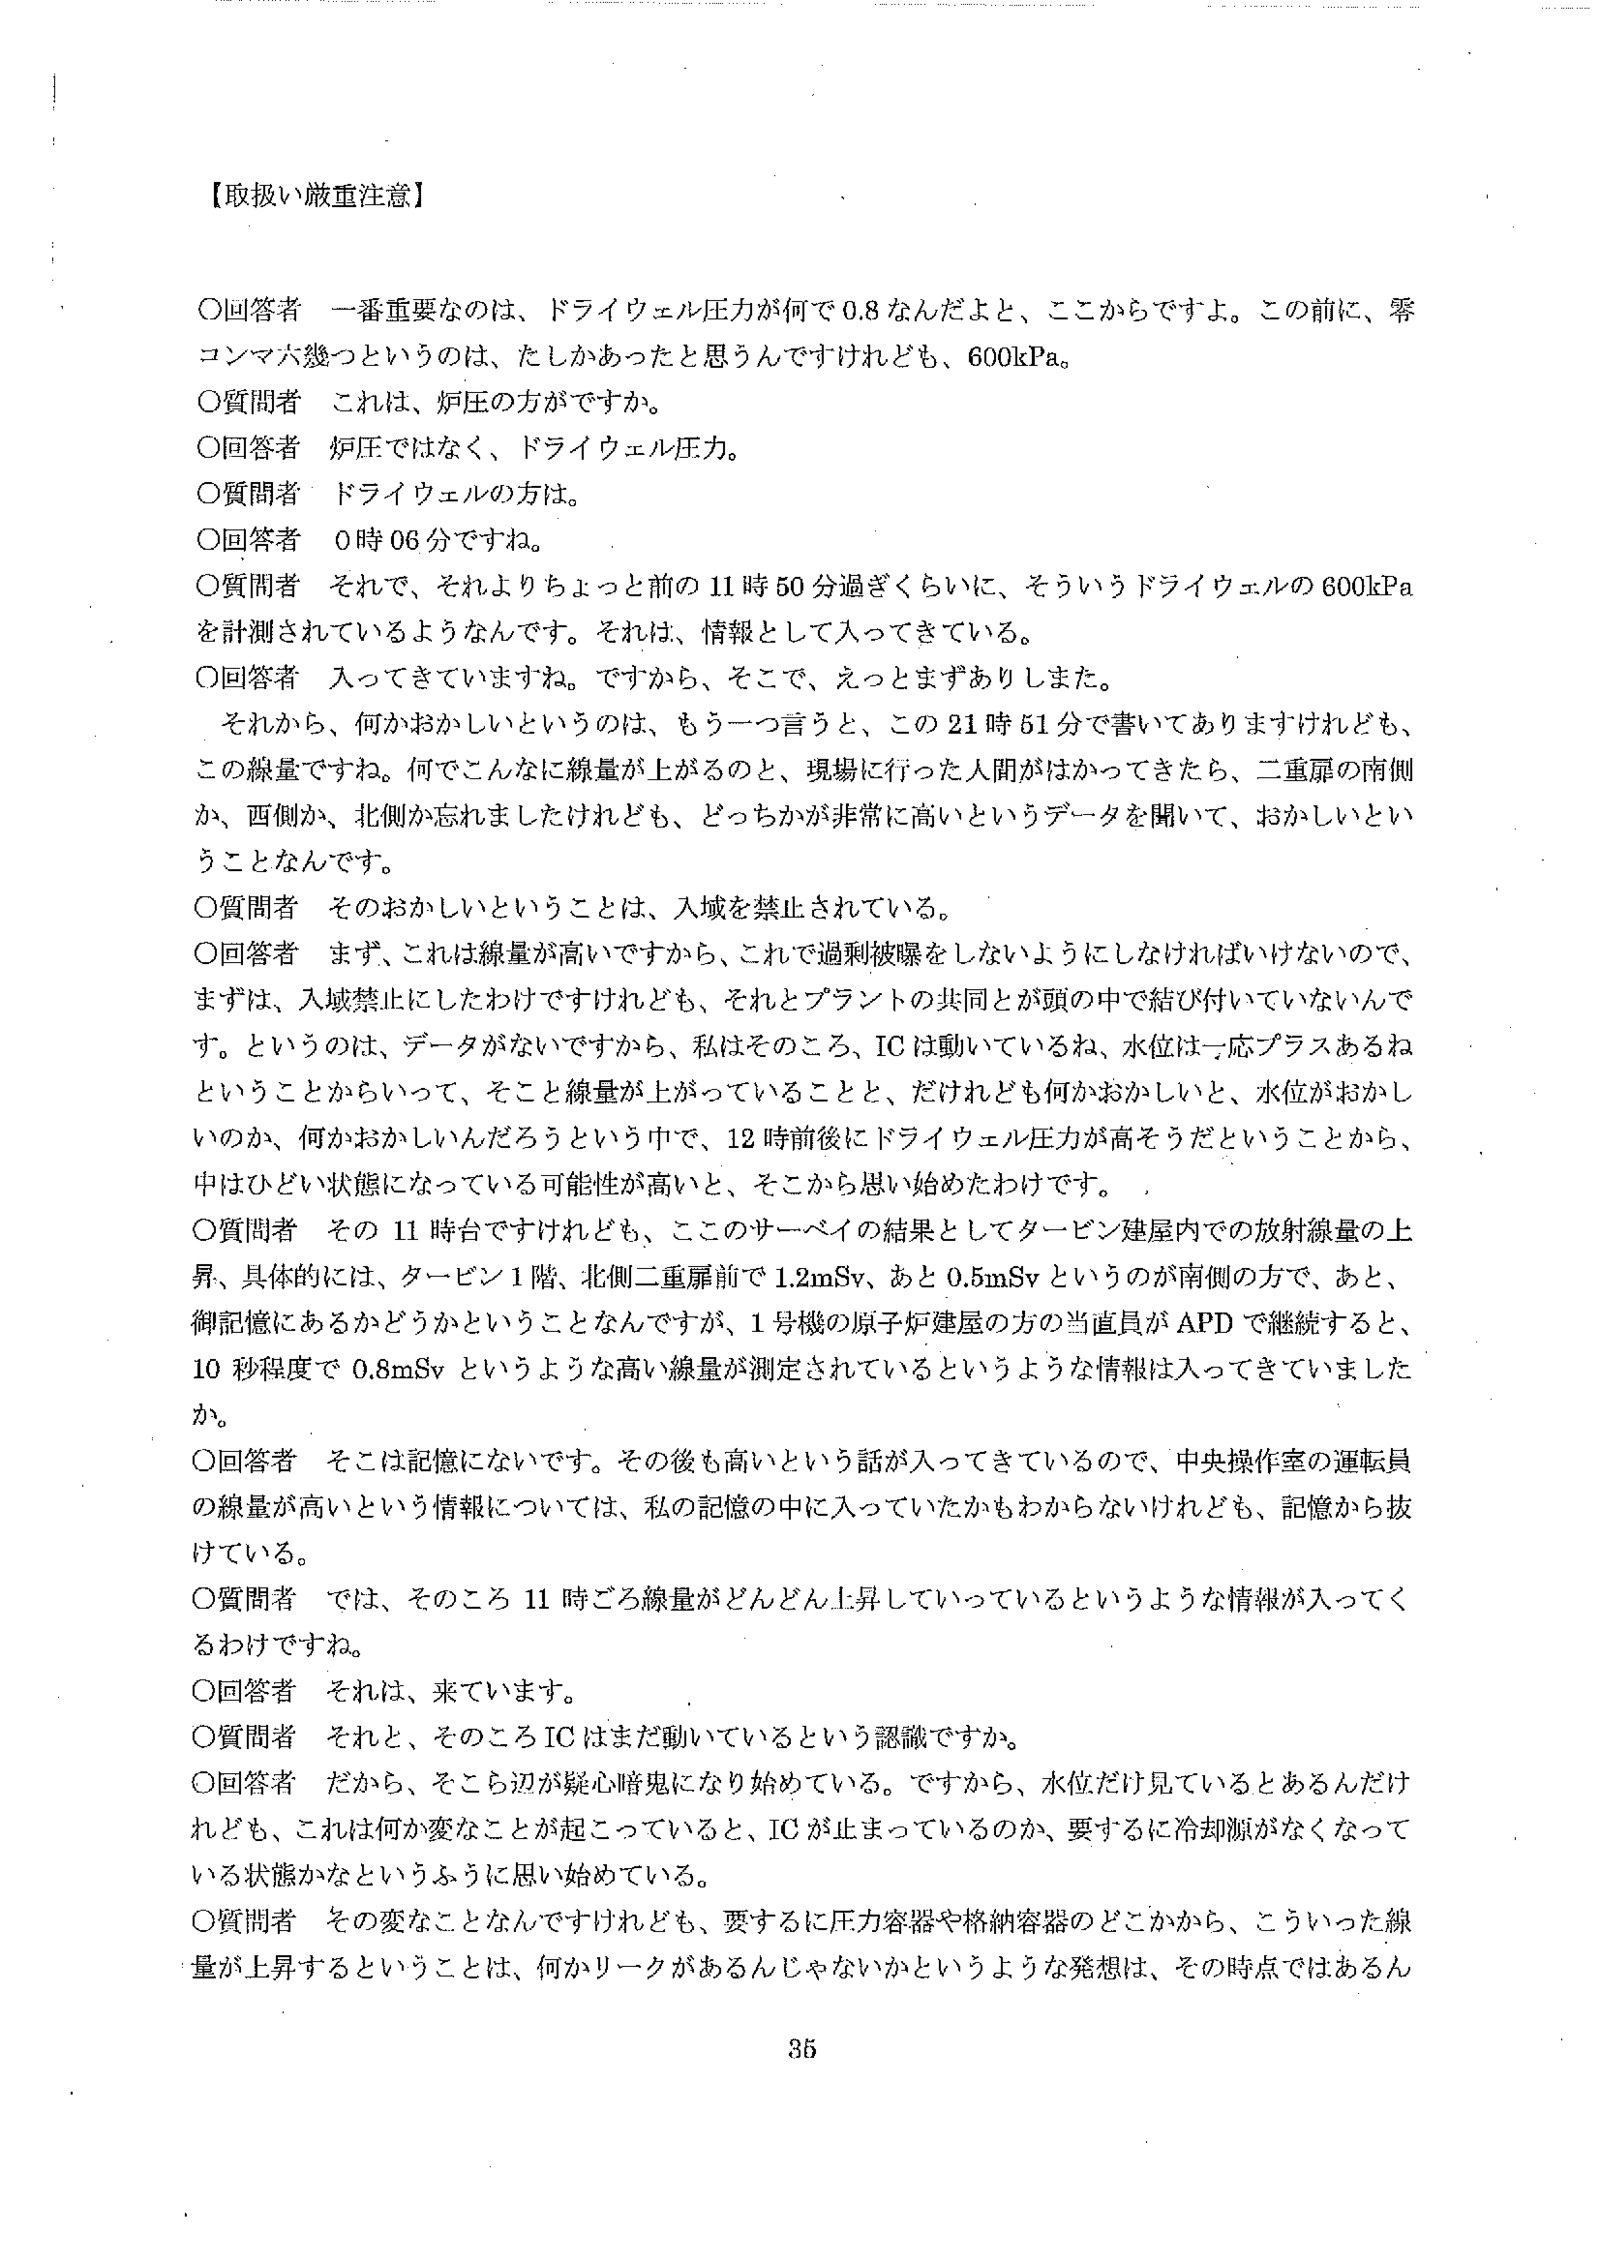 【取扱い厳重注意】
○回答者　一番重要なのは、ドライウェル圧力が何で0.8なんだよと、ここからですよ。この前に、零
コンマ六幾つというのは、たしかあったと思うんですけれども、600kPa。
○質問者　これは、炉圧の方がですか。
○回答者　炉圧ではなく、ドライウェル圧力。
○質問者　ドライウェルの方は。
○回答者　0時06分ですね。
○質問者　それで、それよりちょっと前の11時50分過ぎくらいに、そういうドライウェルの600kPa
を計測されているようなんです。それは、情報として入ってきている。
○回答者　入ってきていますね。ですから、そこで、えっとまずありしまた。
　それから、何かおかしいというのは、もう一つ言うと、この21時51分で書いてありますけれども、
この線量ですね。何でこんなに線量が上がるのと、現場に行った人間がはかってきたら、二重扉の南側
か、西側か、北側か忘れましたけれども、どっちかが非常に高いというデータを聞いて、おかしいとい
うことなんです。
○質問者　そのおかしいということは、入域を禁止されている。
○回答者　まず、これは線量が高いですから、これで過剰被曝をしないようにしなければいけないので、
まずは、入域禁止にしたわけですけれども、それとプラントの共同とが頭の中で結び付いていないんで
す。というのは、データがないですから、私はそのころ、ICは動いているね、水位は一応プラスあるね
ということからいって、そこと線量が上がっていることと、だけれども何かおかしいと、水位がおかし
いのか、何かおかしいんだろうという中で、12時前後にドライウェル圧力が高そうだということから、
中はひどい状態になっている可能性が高いと、そこから思い始めたわけです。
○質問者　その11時台ですけれども、ここのサーベイの結果としてタービン建屋内での放射線量の上
昇、具体的には、タービン1階、北側二重扉前で1.2mSv、あと0.5mSvというのが南側の方で、あと、
御記憶にあるかどうかということなんですが、1号機の原子炉建屋の方の当直員がAPDで継続すると、
10秒程度で0.8mSvというような高い線量が測定されているというような情報は入ってきていました
か。
○回答者　そこは記憶にないです。その後も高いという話が入ってきているので、中央操作室の運転員
の線量が高いという情報については、私の記憶の中に入っていたかもわからないけれども、記憶から抜
けている。
○質問者　では、そのころ11時ごろ線量がどんどん上昇していっているというような情報が入ってく
るわけですね。
○回答者　それは、来ています。
○質問者　それと、そのころICはまだ動いているという認識ですか。
○回答者　だから、そこら辺が疑心暗鬼になり始めている。ですから、水位だけ見ているとあるんだけ
れども、これは何か変なことが起こっていると、ICが止まっているのか、要するに冷却源がなくなって
いる状態かなというふうに思い始めている。
○質問者　その変なことなんですけれども、要するに圧力容器や格納容器のどこかから、こういった線
量が上昇するということは、何かリークがあるんじゃないかというような発想は、その時点ではあるん
35